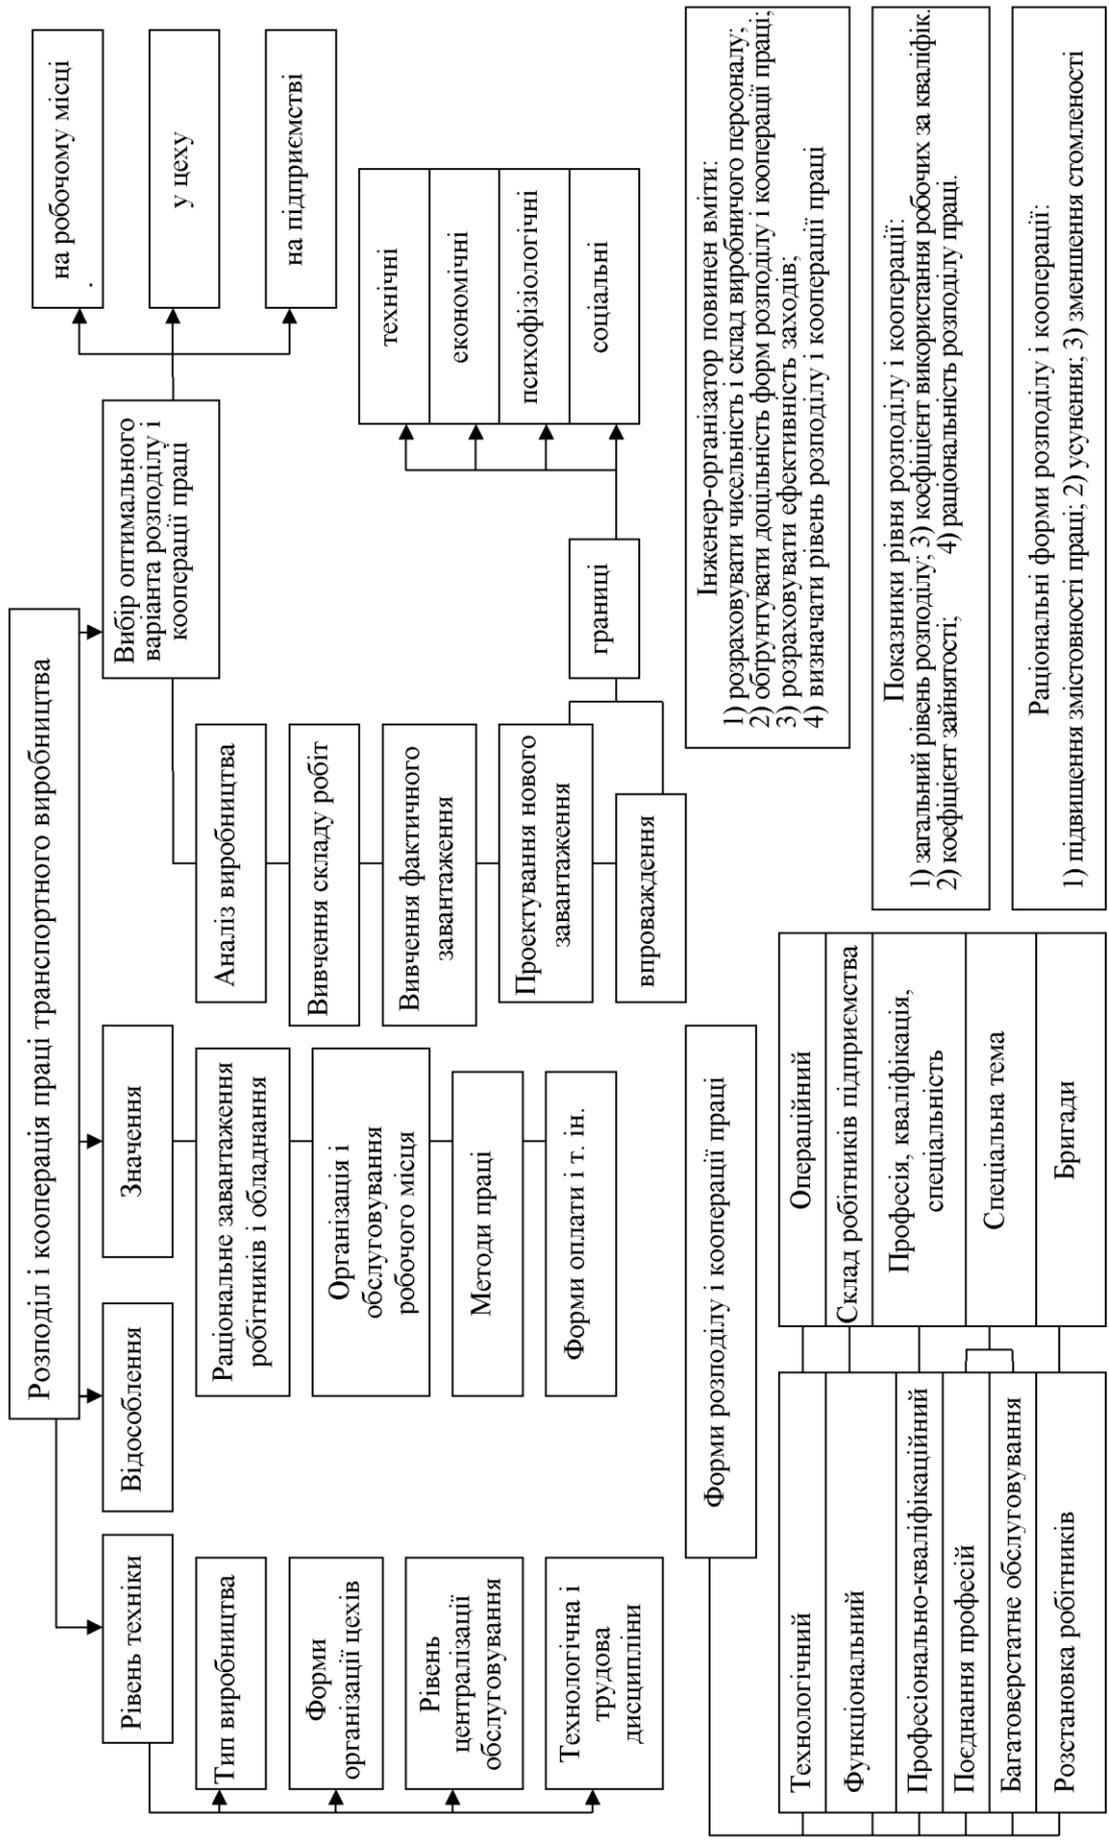 Розподіл і кооперація праці транспортного виробництва
Рівень техніки
Тип виробництва
Форми
організації цехів
Рівень
централізації
обслуговування
Технологічна і
трудова
дисципліни
Відособлення
Значення
Раціональне завантаження
робітників і обладнання
Організація і
обслуговування
робочого місця
Методи праці
Форми оплати і т. ін.
Вибір оптимального
варіанта розподілу і
кооперації праці
Аналіз виробництва
Вивчення складу робіт
Вивчення фактичного
завантаження
Проектування нового
завантаження
впроваждення
границі
на робочому місці
.
у цеху
на підприємстві
технічні
економічні
психофізіологічні
соціальні
Форми розподілу і кооперації праці
Технологічний
Функціональний
Професіонально-кваліфікаційний
Поєднання професій
Багатоверстатне обслуговування
Розстановка робітників
Операційний
Склад робітників підприємства
Професія, кваліфікація,
спеціальність
Спеціальна тема
Бригади
Інженер-організатор повинен вміти:
1) розраховувати чисельність і склад виробничого персоналу;
2) обґрунтувати доцільність форм розподілу і кооперації праці;
3) розраховувати ефективність заходів;
4) визначати рівень розподілу і кооперації праці
Показники рівня розподілу і кооперації:
1) загальний рівень розподілу; 3) коефіцієнт використання робочих за кваліфік.
2) коефіцієнт зайнятості; 4) раціональність розподілу праці.
Раціональні форми розподілу і кооперації:
1) підвищення змістовності праці; 2) усунення; 3) зменшення стомленості